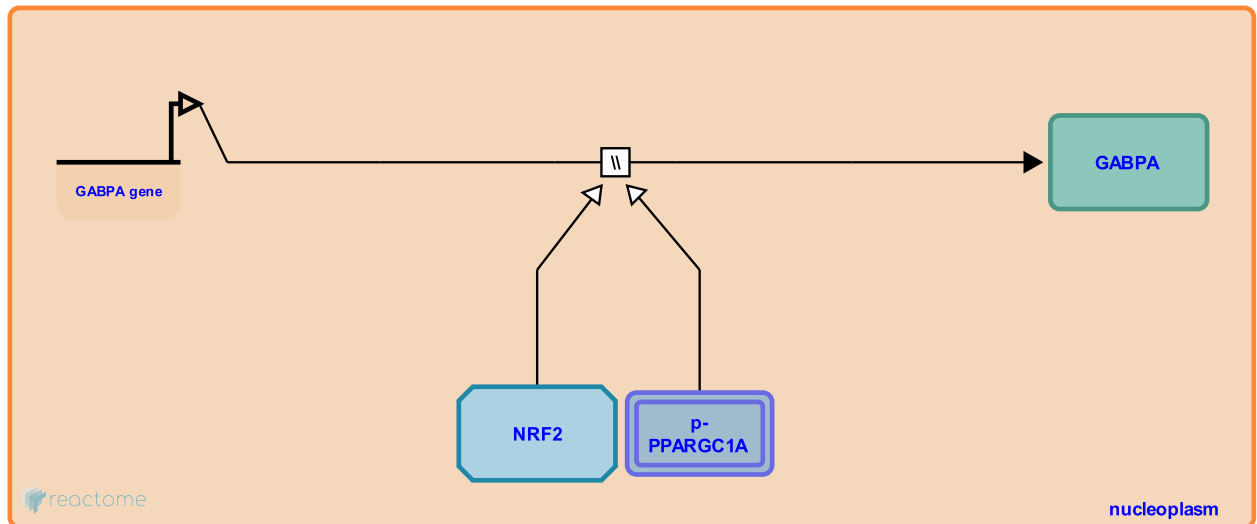 GABPA gene
\\
GABPA
NRF2
p-
PPARGC1A
reactome
nucleoplasm